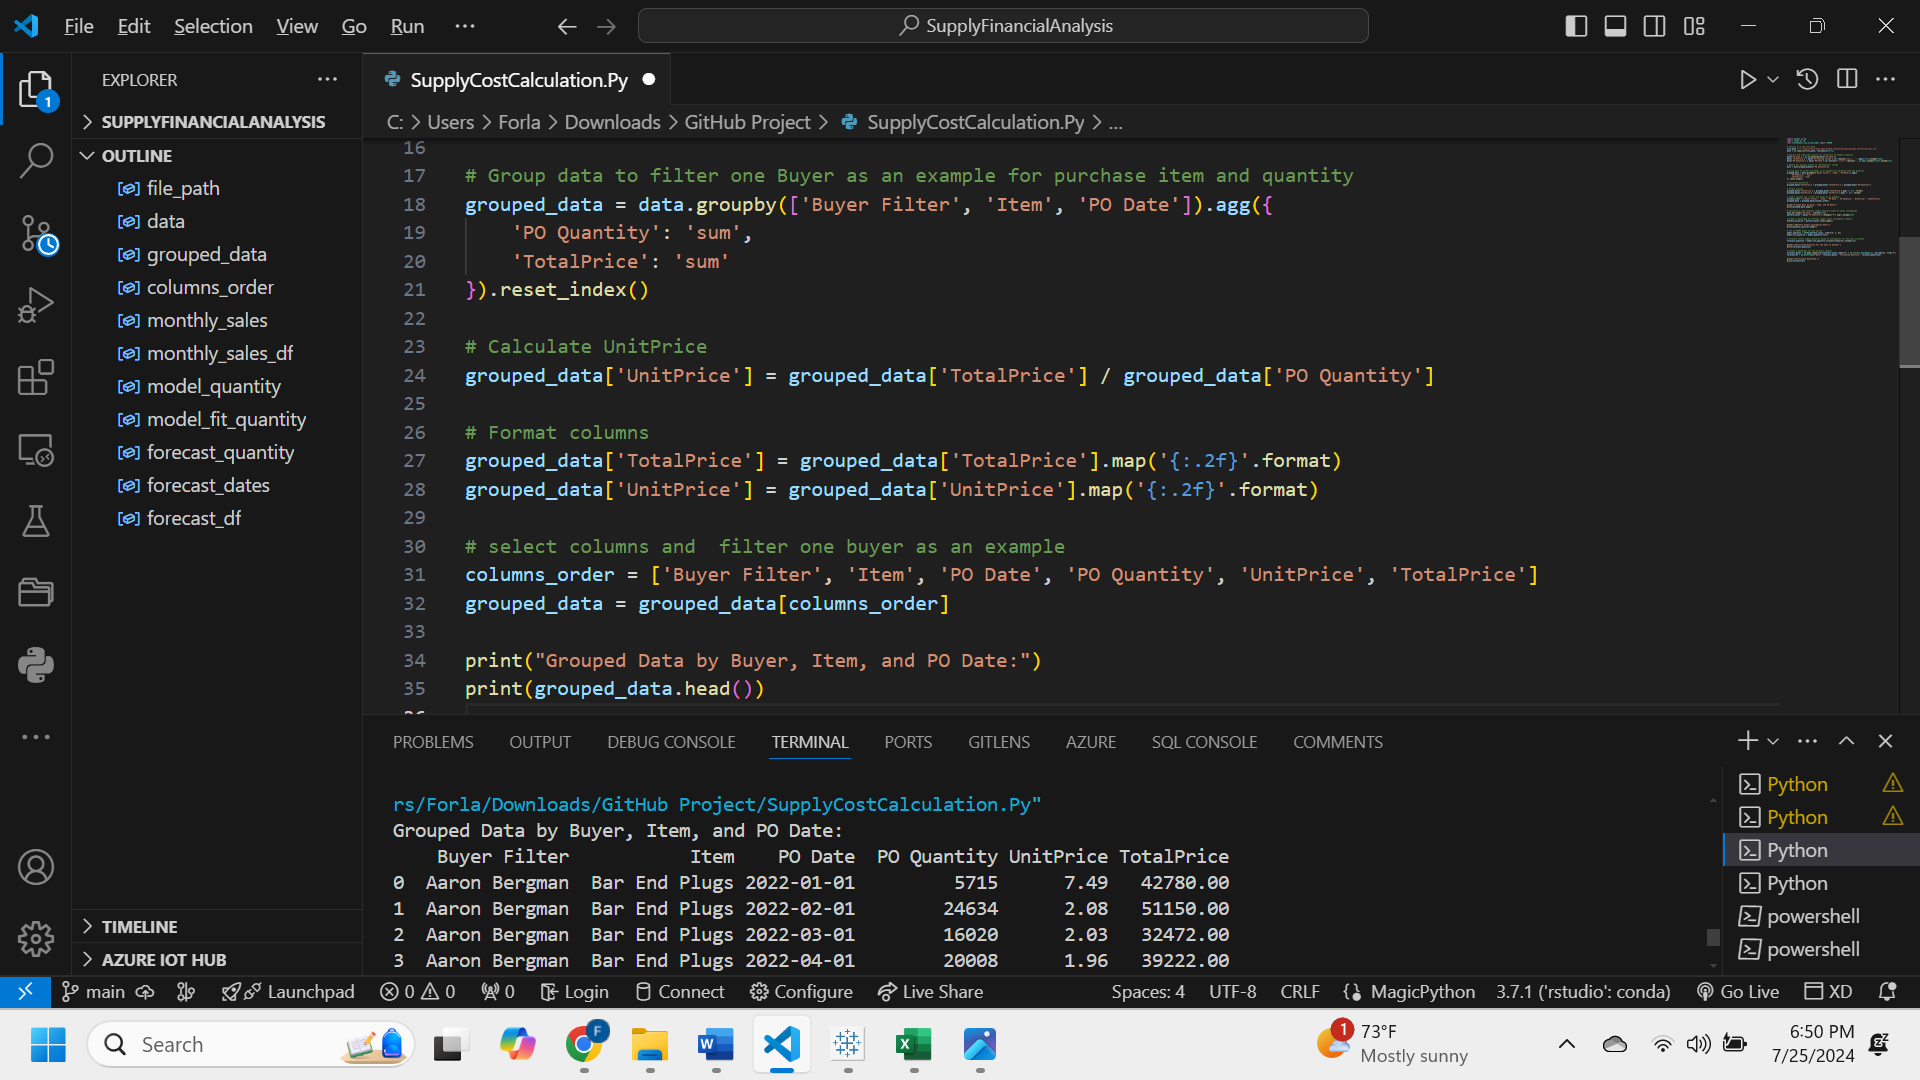 File Edit Selection View Go Run ··· SupplyFinancialAnalysis
EXPLORER
1
SUPPLYFINANCIALANALYSIS
OUTLINE
file_path
data
grouped_data
columns_order
monthly_sales
monthly_sales_df
model_quantity
model_fit_quantity
forecast_quantity
forecast_dates
forecast_df
TIMELINE
AZURE IOT HUB
SupplyCostCalculation.Py
C: > Users > Forla > Downloads > GitHub Project > SupplyCostCalculation.Py > ...
16
17 # Group data to filter one Buyer as an example for purchase item and quantity
18 grouped_data = data.groupby(['Buyer Filter', 'Item', 'PO Date']).agg({
19 'PO Quantity': 'sum',
20 'TotalPrice': 'sum'
21 }).reset_index()
22
23 # Calculate UnitPrice
24 grouped_data['UnitPrice'] = grouped_data['TotalPrice'] / grouped_data['PO Quantity']
25
26 # Format columns
27 grouped_data['TotalPrice'] = grouped_data['TotalPrice'].map('{:.2f}'.format)
28 grouped_data['UnitPrice'] = grouped_data['UnitPrice'].map('{:.2f}'.format)
29
30 # select columns and  filter one buyer as an example
31 columns_order = ['Buyer Filter', 'Item', 'PO Date', 'PO Quantity', 'UnitPrice', 'TotalPrice']
32 grouped_data = grouped_data[columns_order]
33
34 print("Grouped Data by Buyer, Item, and PO Date:")
35 print(grouped_data.head())
PROBLEMS OUTPUT DEBUG CONSOLE TERMINAL PORTS GITLENS AZURE SQL CONSOLE COMMENTS
rs/Forla/Downloads/GitHub Project/SupplyCostCalculation.Py"
Grouped Data by Buyer, Item, and PO Date:
Buyer Filter Item PO Date PO Quantity UnitPrice TotalPrice
0 Aaron Bergman Bar End Plugs 2022-01-01 5715 7.49 42780.00
1 Aaron Bergman Bar End Plugs 2022-02-01 24634 2.08 51150.00
2 Aaron Bergman Bar End Plugs 2022-03-01 16020 2.03 32472.00
3 Aaron Bergman Bar End Plugs 2022-04-01 20008 1.96 39222.00
Python
Python
Python
Python
powershell
powershell
main Launchpad 0 0 0 Login Connect Configure Live Share Spaces: 4 UTF-8 CRLF MagicPython 3.7.1 ('rstudio': conda) Go Live XD
Search
F
W
X
1
73°F
Mostly sunny
6:50 PM
7/25/2024